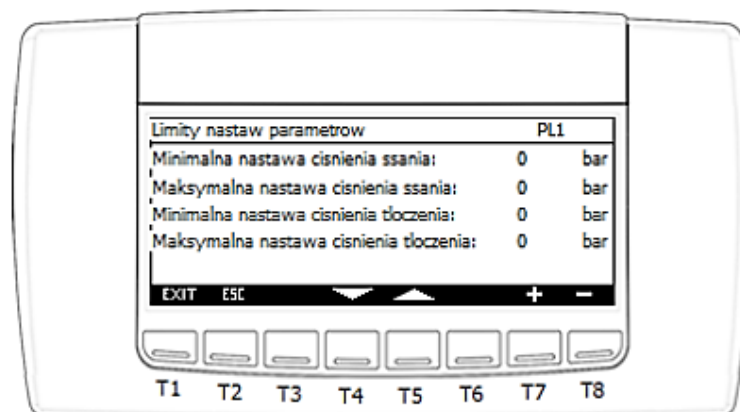 Limity nastaw parametrow PL1
Minimalna nastawa cisnienia ssania: 0 bar
Maksymalna nastawa cisnienia ssania: 0 bar
Minimalna nastawa cisnienia tloczenia: 0 bar
Maksymalna nastawa cisnienia tloczenia: 0 bar
EXIT ESC + −
T1 T2 T3 T4 T5 T6 T7 T8